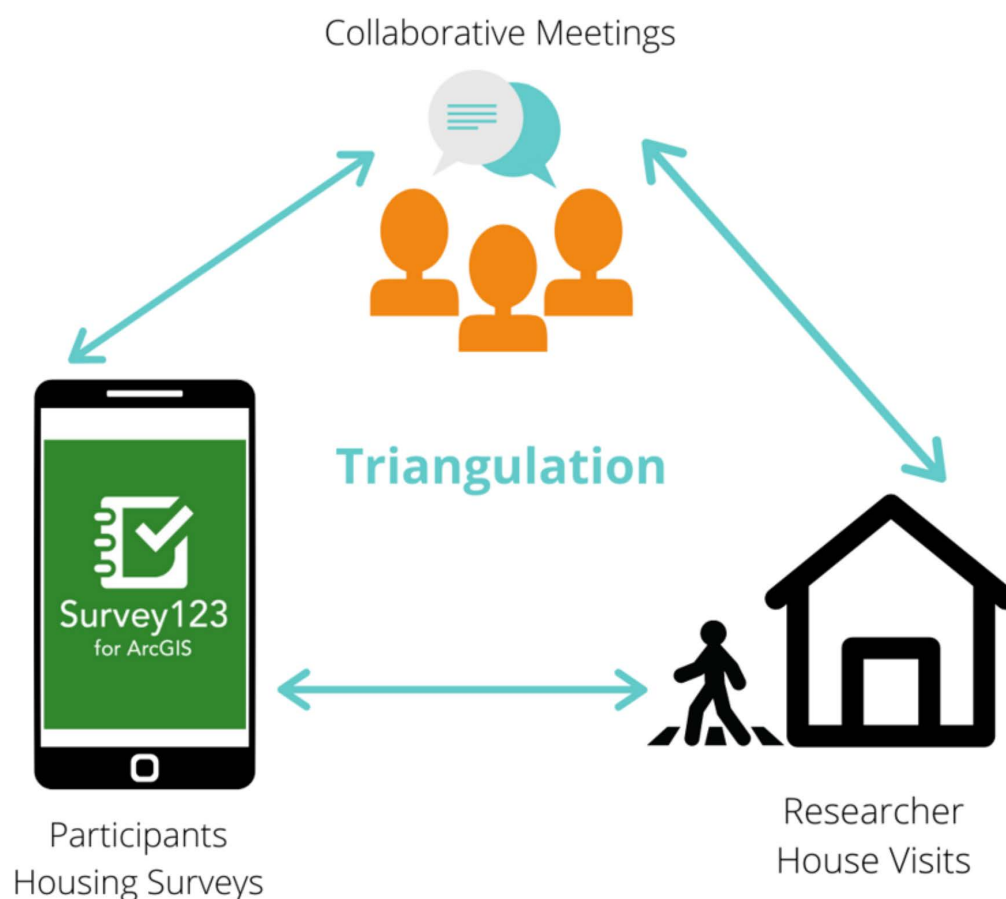 Collaborative Meetings
Triangulation
Survey123
for ArcGIS
Participants
Housing Surveys
Researcher
House Visits